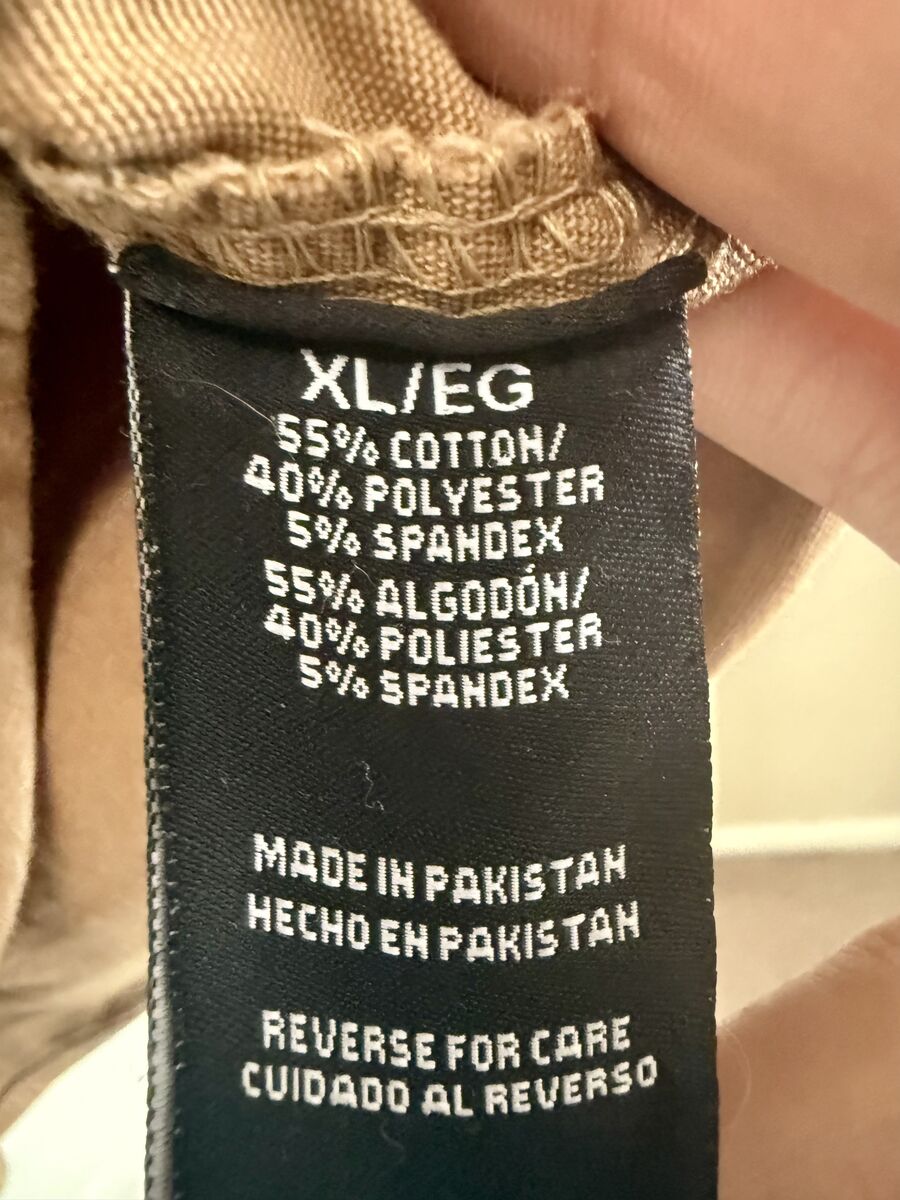 XL/EG
55% COTTON/
40% POLYESTER
5% SPANDEX
55% ALGODÓN/
40% POLIESTER
5% SPANDEX
MADE IN PAKISTAN
HECHO EN PAKISTAN
REVERSE FOR CARE
CUIDADO AL REVERSO